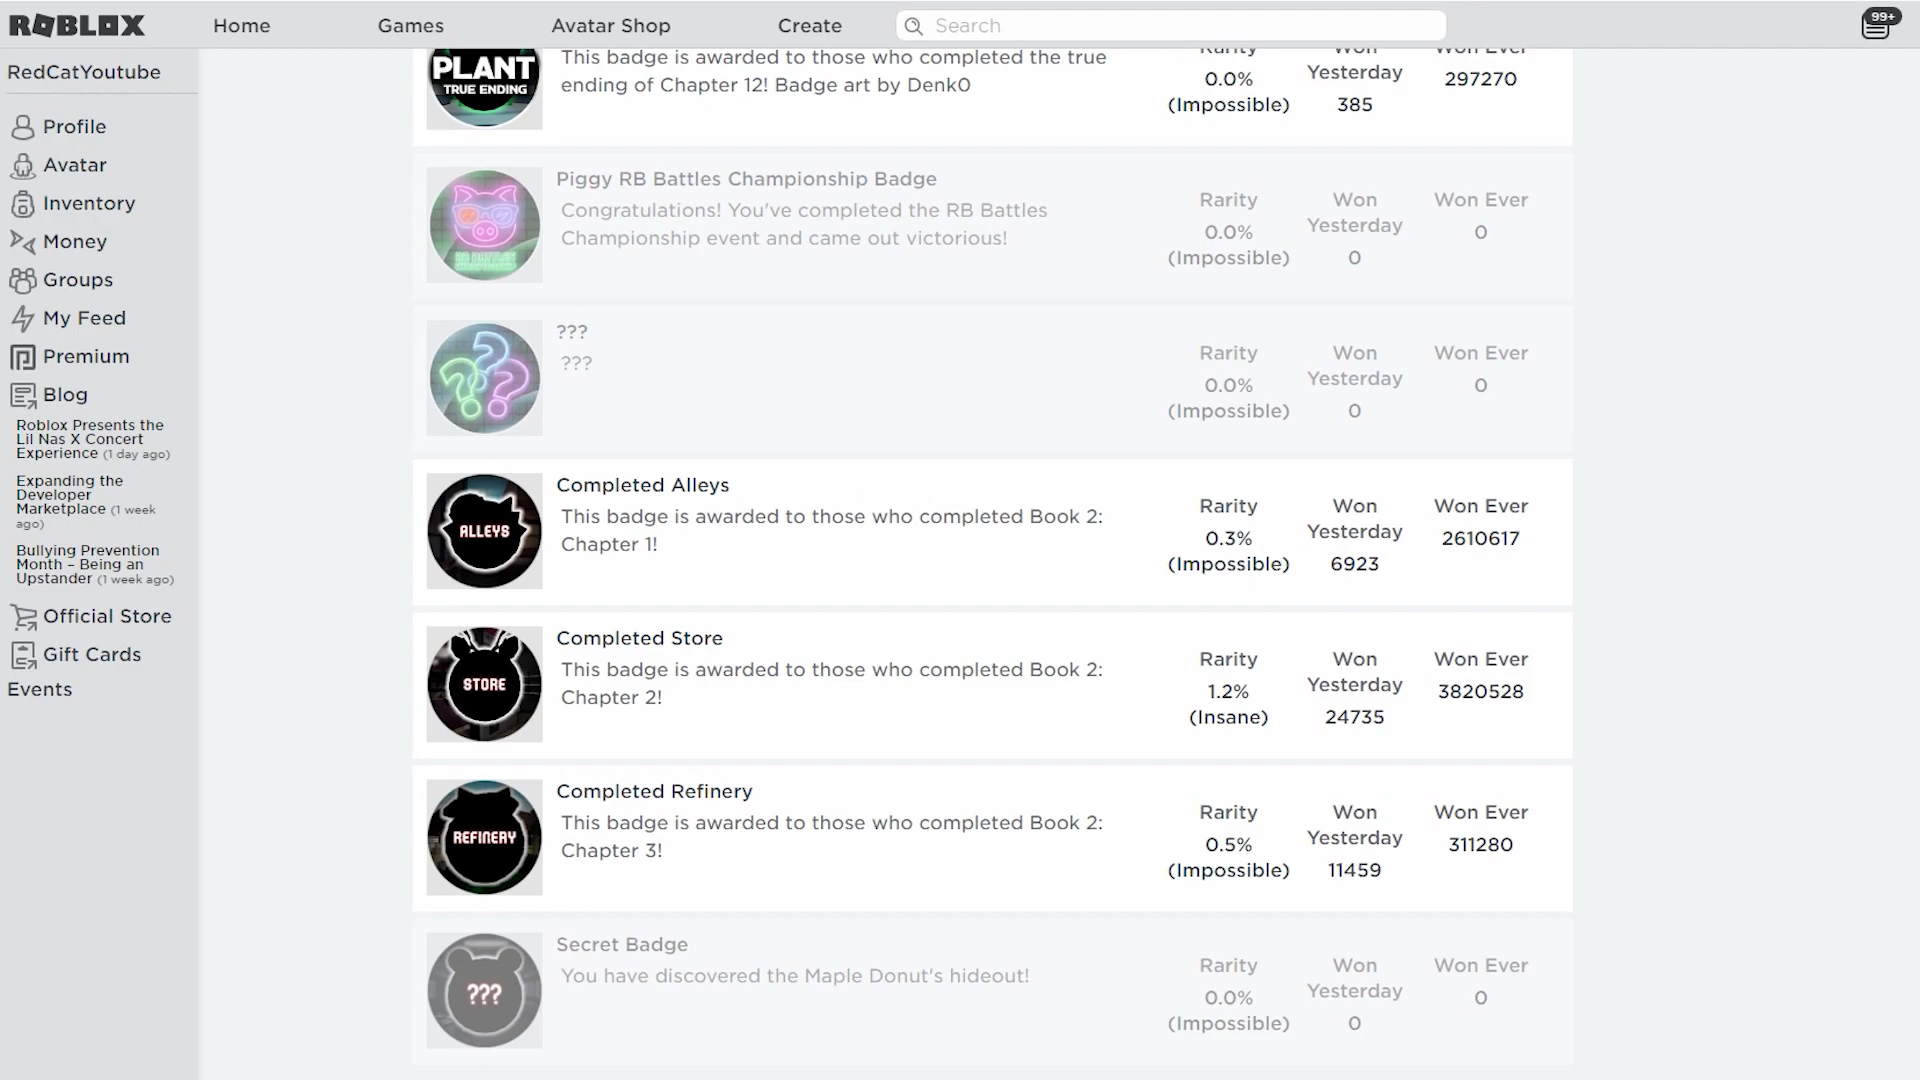 ROBLOX
Home
Games
Avatar Shop
Create
Search
99+
RedCatYoutube
Profile
Avatar
Inventory
Money
Groups
My Feed
Premium
Blog
Roblox Presents the
Lil Nas X Concert
Experience (1 day ago)
Expanding the
Developer
Marketplace (1 week
ago)
Bullying Prevention
Month – Being an
Upstander (1 week ago)
Official Store
Gift Cards
Events
PLANT
TRUE ENDING
This badge is awarded to those who completed the true
ending of Chapter 12! Badge art by DenkO
Rarity
0.0%
(Impossible)
Won
Yesterday
385
Won Ever
297270
Piggy RB Battles Championship Badge
Congratulations! You've completed the RB Battles
Championship event and came out victorious!
Rarity
0.0%
(Impossible)
Won
Yesterday
0
Won Ever
0
RB BATTLES
???
???
???
Rarity
0.0%
(Impossible)
Won
Yesterday
0
Won Ever
0
ALLEYS
Completed Alleys
This badge is awarded to those who completed Book 2:
Chapter 1!
Rarity
0.3%
(Impossible)
Won
Yesterday
6923
Won Ever
2610617
STORE
Completed Store
This badge is awarded to those who completed Book 2:
Chapter 2!
Rarity
1.2%
(Insane)
Won
Yesterday
24735
Won Ever
3820528
REFINERY
Completed Refinery
This badge is awarded to those who completed Book 2:
Chapter 3!
Rarity
0.5%
(Impossible)
Won
Yesterday
11459
Won Ever
311280
???
Secret Badge
You have discovered the Maple Donut's hideout!
Rarity
0.0%
(Impossible)
Won
Yesterday
0
Won Ever
0